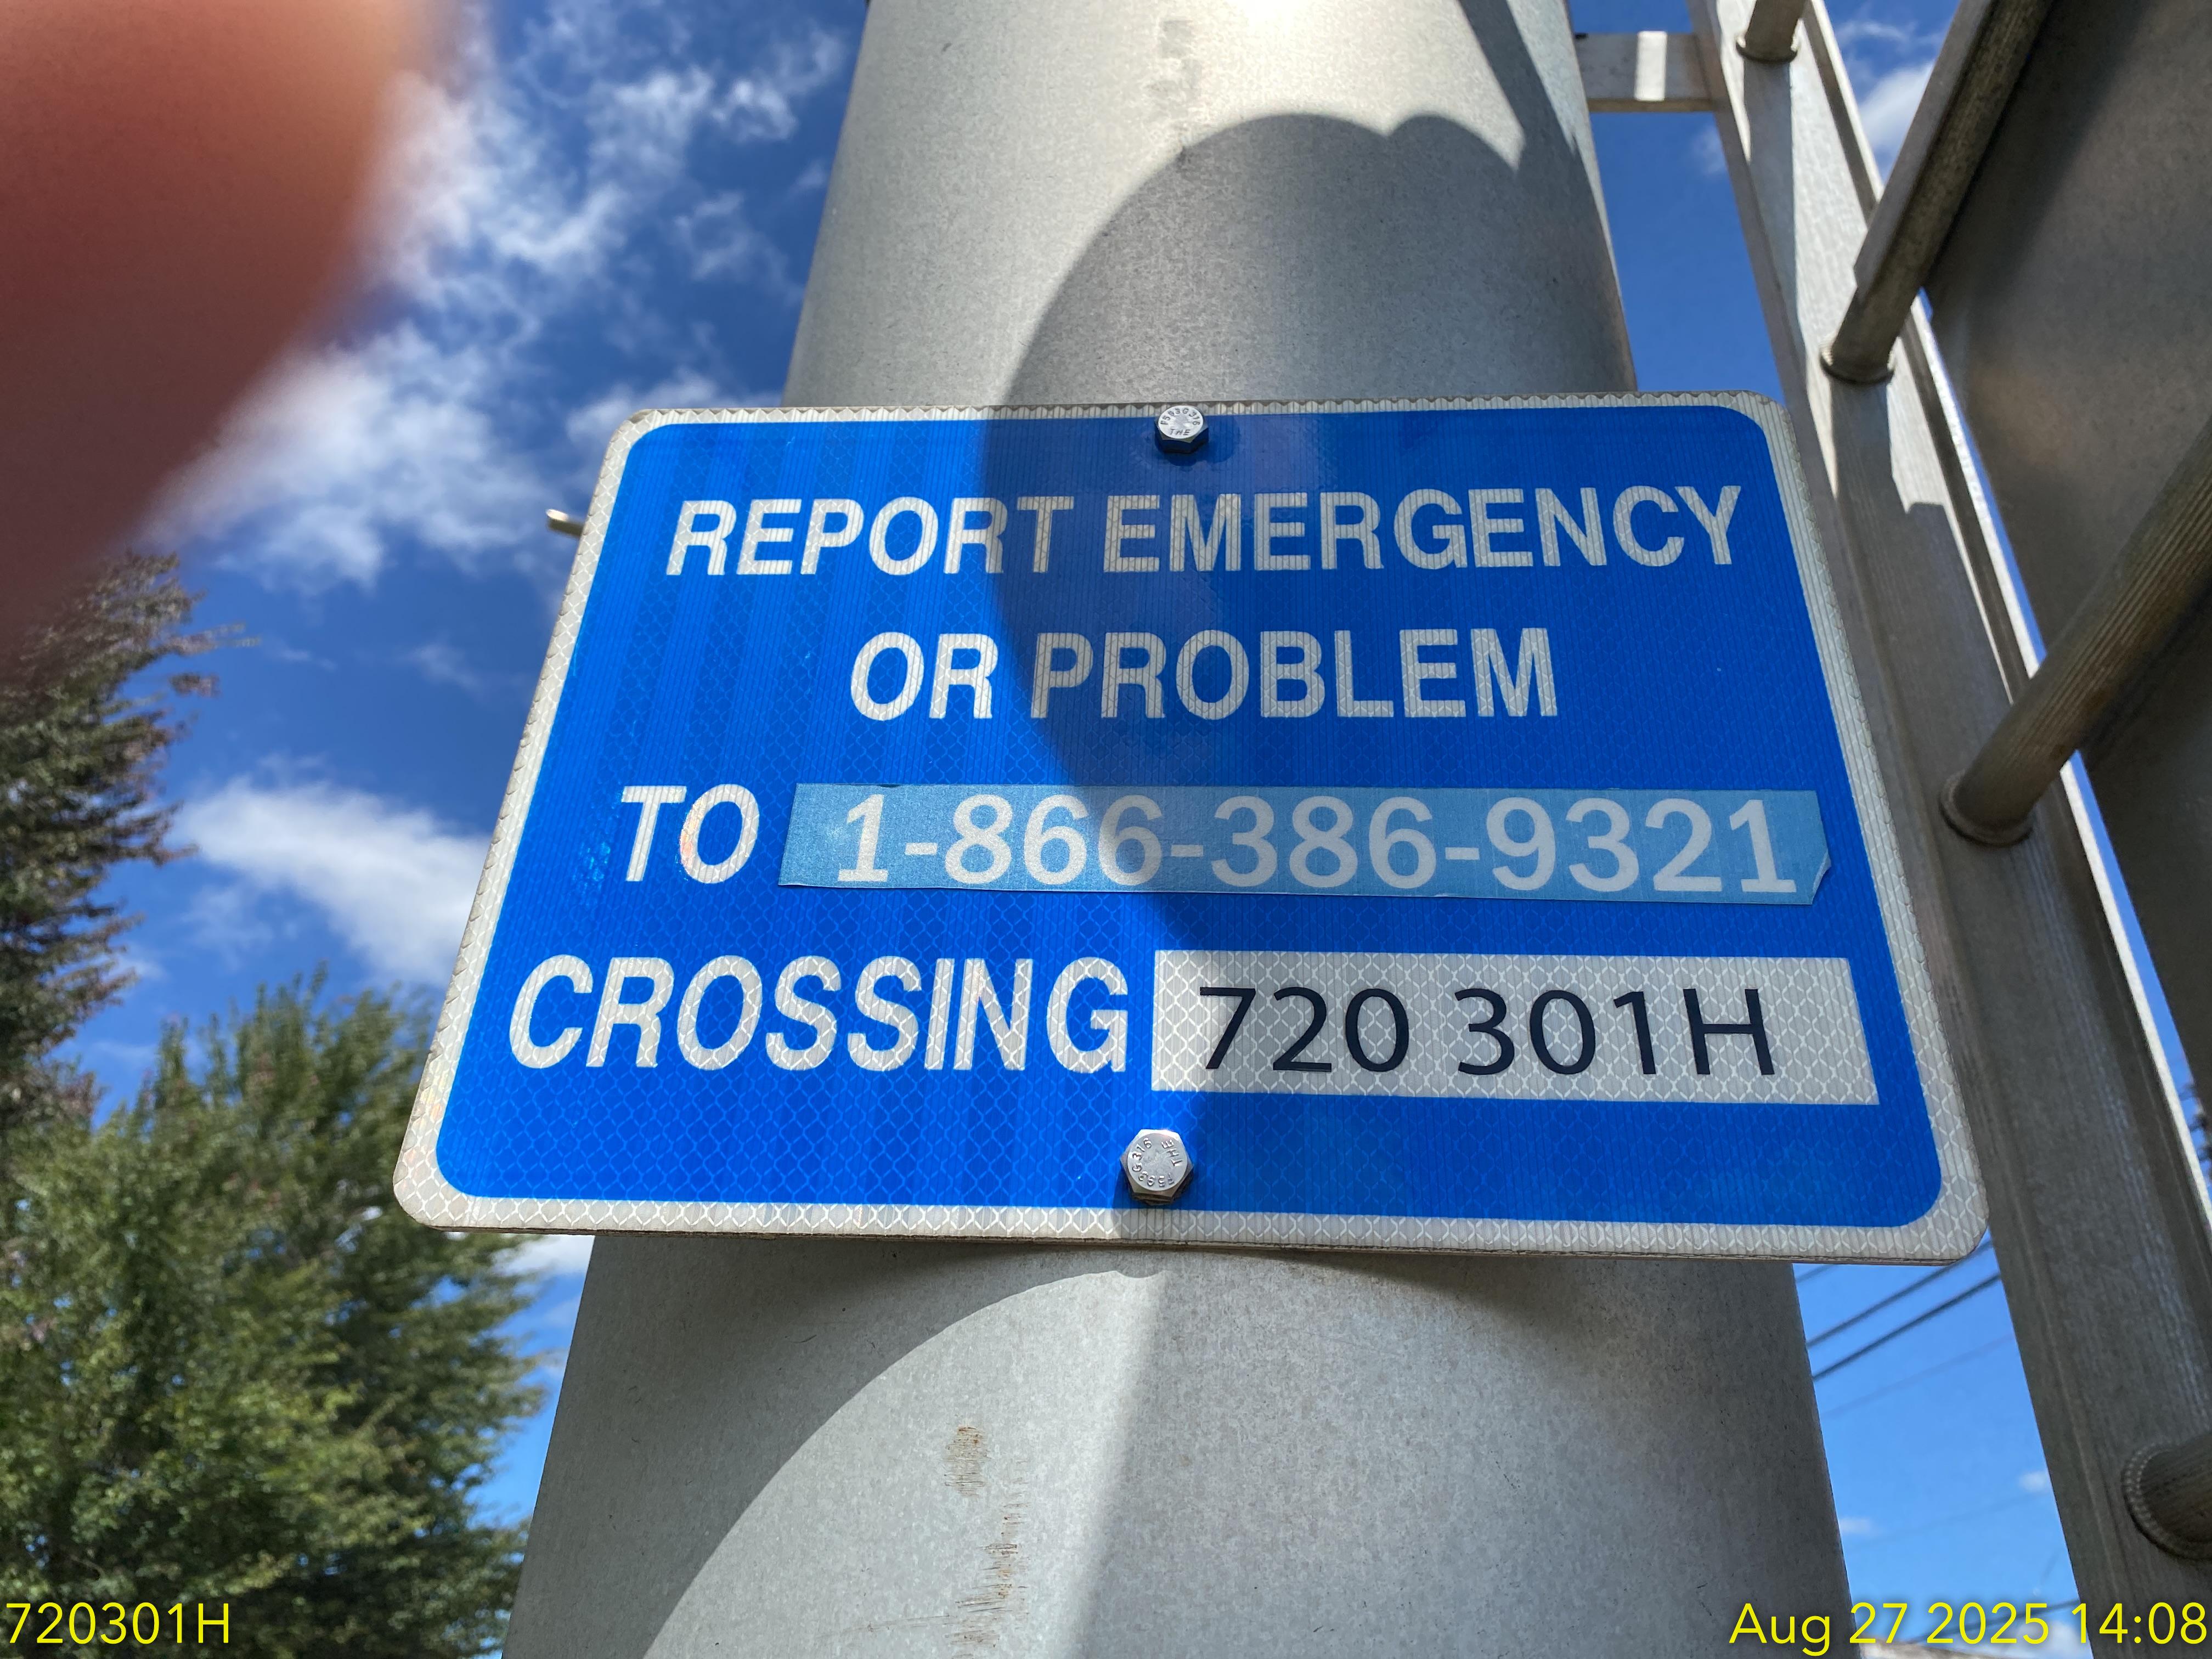 REPORT EMERGENCY
OR PROBLEM
TO 1-866-386-9321
CROSSING 720 301H
720301H
Aug 27 2025 14:08